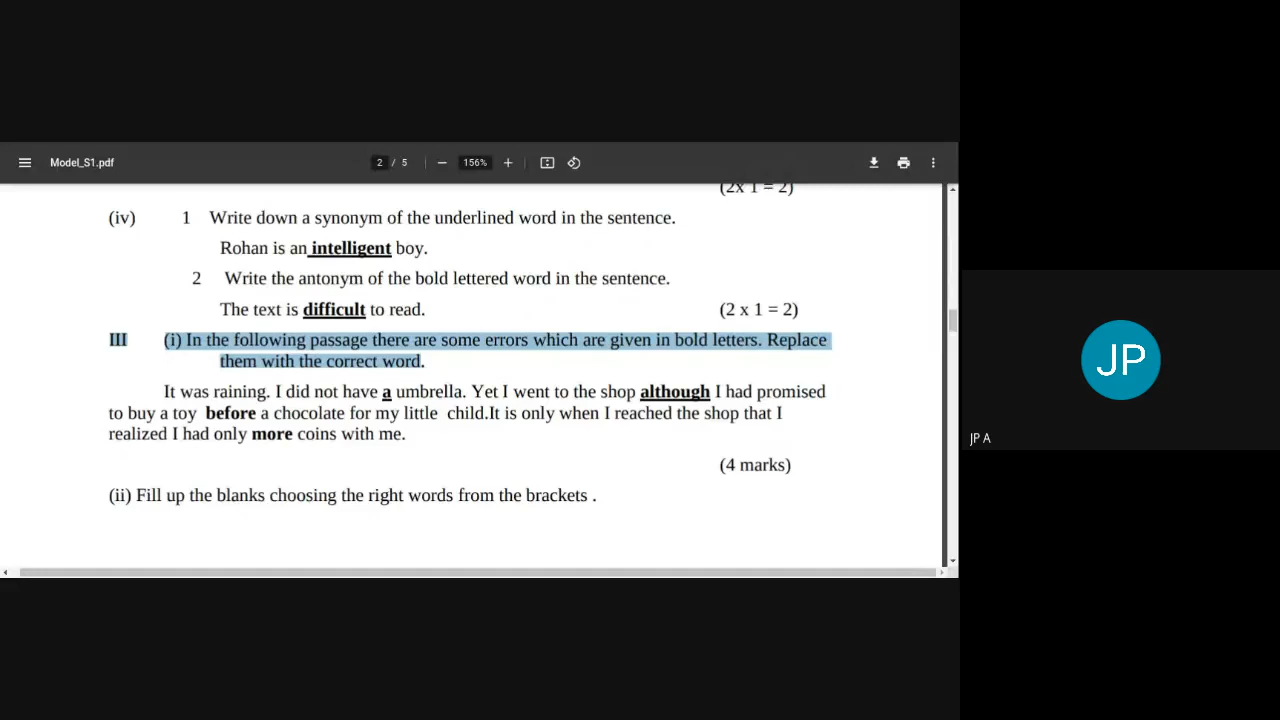 Model_S1.pdf 2 / 5 156%
(2x 1 = 2)
(iv) 1 Write down a synonym of the underlined word in the sentence.
Rohan is an intelligent boy.
2 Write the antonym of the bold lettered word in the sentence.
The text is difficult to read. (2 x 1 = 2)
III (i) In the following passage there are some errors which are given in bold letters. Replace
them with the correct word.
It was raining. I did not have a umbrella. Yet I went to the shop although I had promised
to buy a toy before a chocolate for my little child.It is only when I reached the shop that I
realized I had only more coins with me.
(4 marks)
(ii) Fill up the blanks choosing the right words from the brackets .
JP
JP A